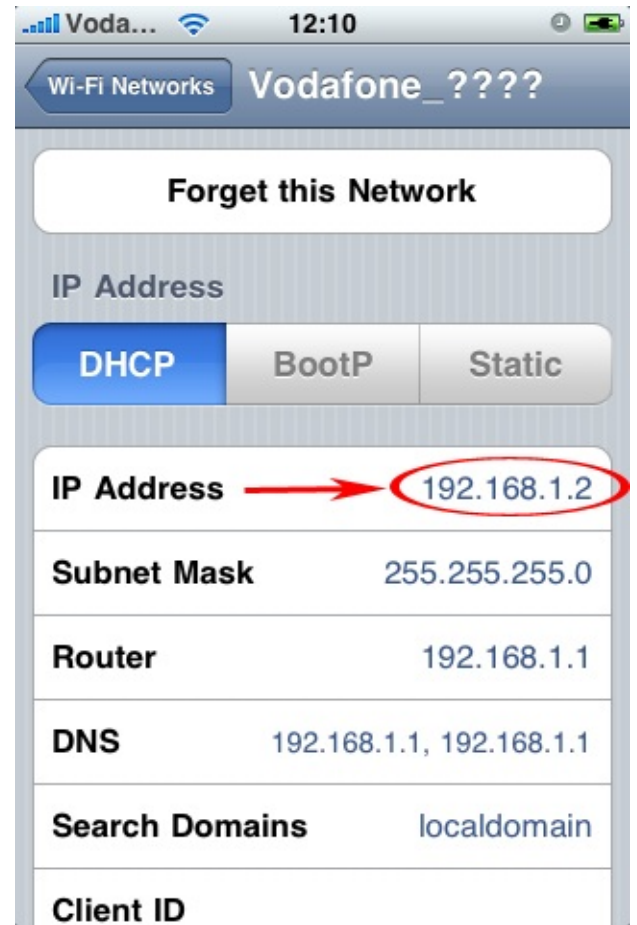 Voda... 12:10
Wi-Fi Networks Vodafone_????
Forget this Network
IP Address
DHCP BootP Static
IP Address 192.168.1.2
Subnet Mask 255.255.255.0
Router 192.168.1.1
DNS 192.168.1.1, 192.168.1.1
Search Domains localdomain
Client ID